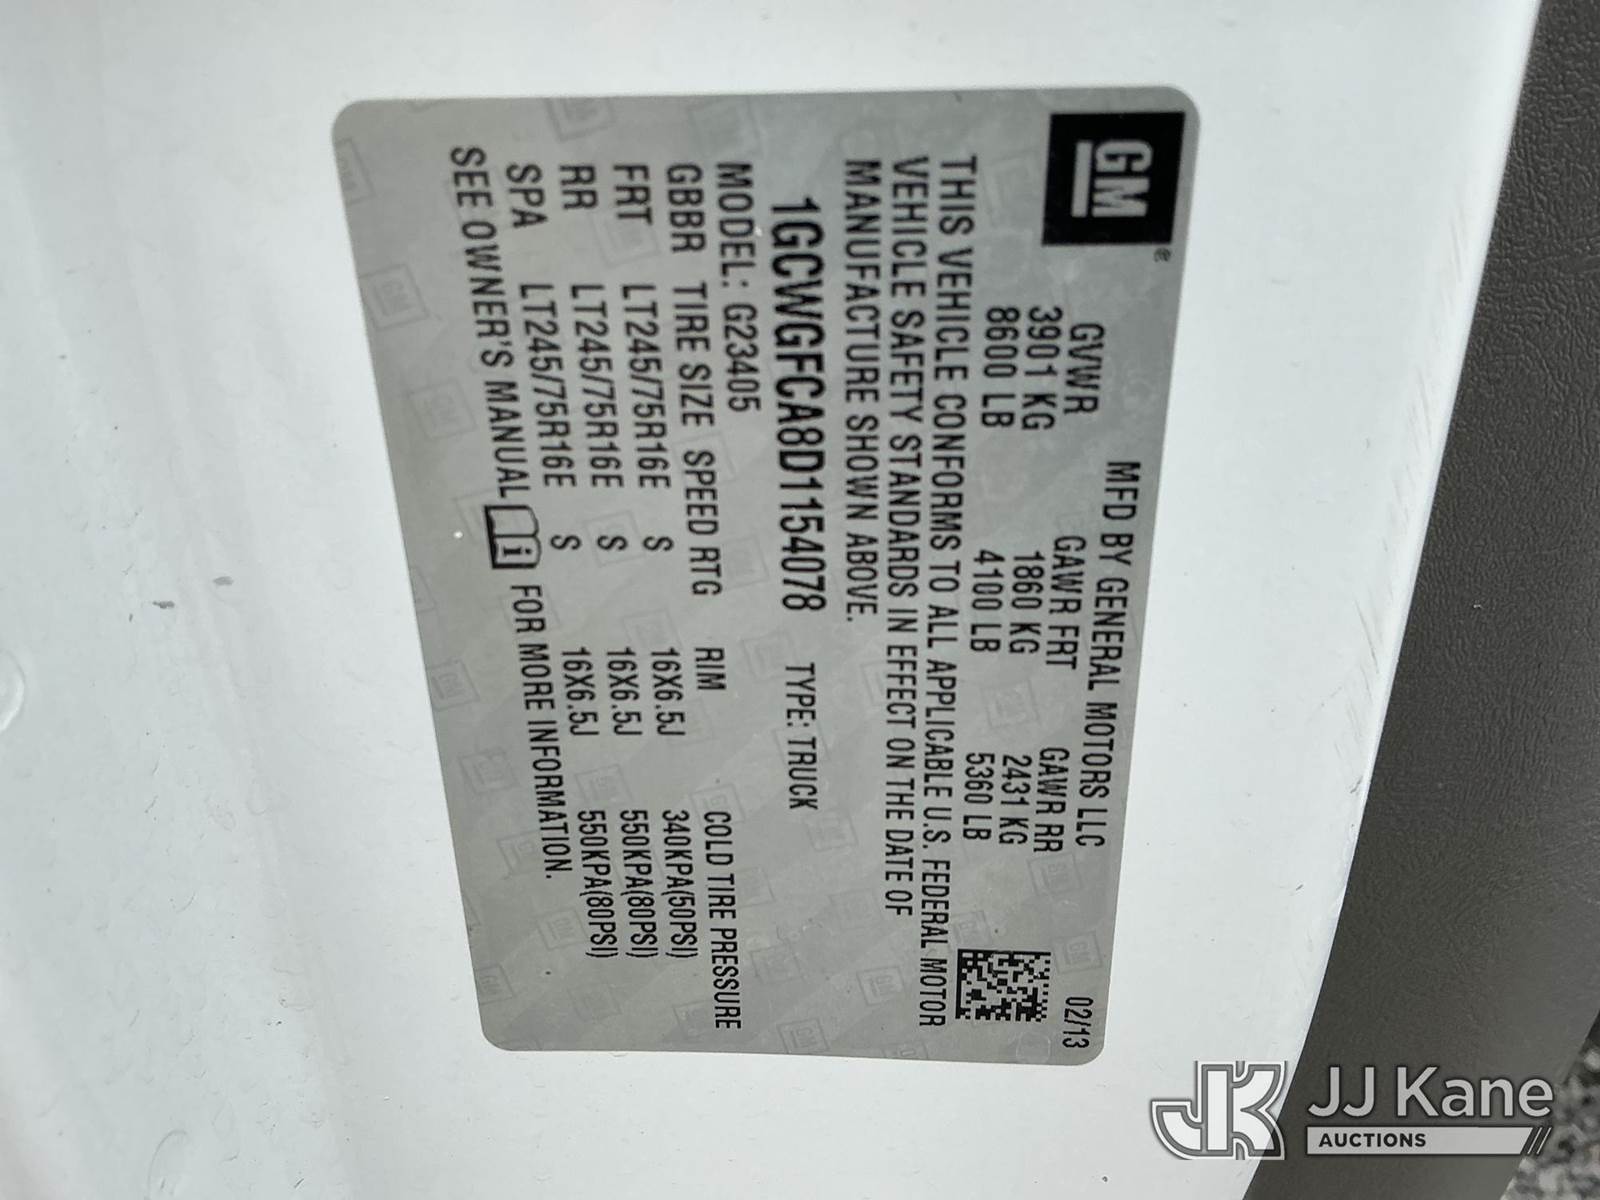 GM
MFD BY GENERAL MOTORS LLC 02/13
GVWR GAWR FRT GAWR RR
3901 KG 1860 KG 2431 KG
8600 LB 4100 LB 5360 LB
THIS VEHICLE CONFORMS TO ALL APPLICABLE U.S. FEDERAL MOTOR
VEHICLE SAFETY STANDARDS IN EFFECT ON THE DATE OF
MANUFACTURE SHOWN ABOVE.
1GCWGFCA8D1154078 TYPE: TRUCK
MODEL: G23405
GBBR TIRE SIZE SPEED RTG RIM COLD TIRE PRESSURE
FRT LT245/75R16E S 16X6.5J 340KPA(50PSI)
RR LT245/75R16E S 16X6.5J 550KPA(80PSI)
SPA LT245/75R16E S 16X6.5J 550KPA(80PSI)
SEE OWNER'S MANUAL i FOR MORE INFORMATION.
JK JJ Kane
AUCTIONS